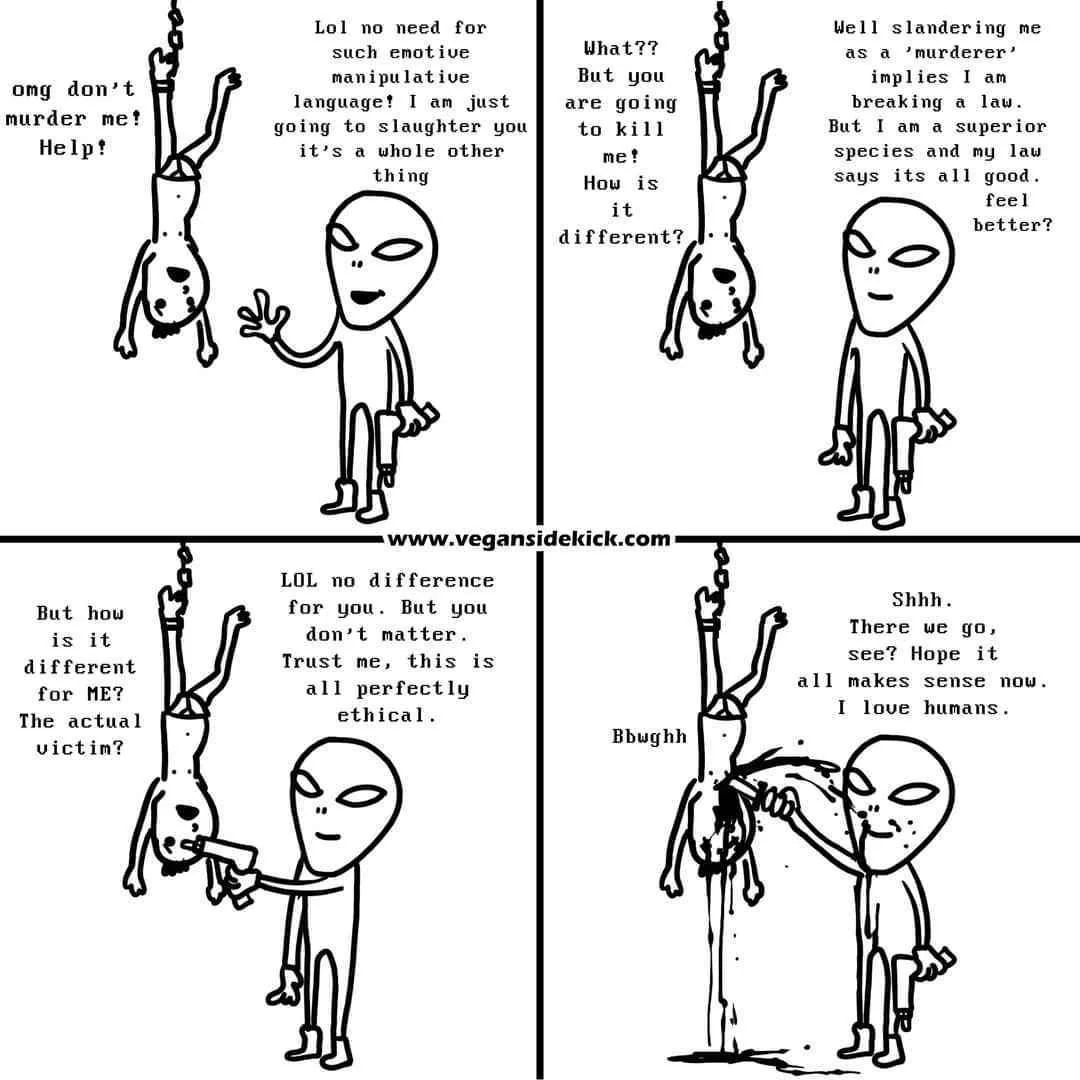 omg don't
murder me!
Help!
Lol no need for
such emotive
manipulative
language! I am just
going to slaughter you
it's a whole other
thing
What??
But you
are going
to kill
me!
How is
it
different?
Well slandering me
as a 'murderer'
implies I am
breaking a law.
But I am a superior
species and my law
says its all good.
feel
better?
www.vegansidekick.com
But how
is it
different
for ME?
The actual
victim?
LOL no difference
for you. But you
don't matter.
Trust me, this is
all perfectly
ethical.
Bbwghh
Shhh.
There we go,
see? Hope it
all makes sense now.
I love humans.